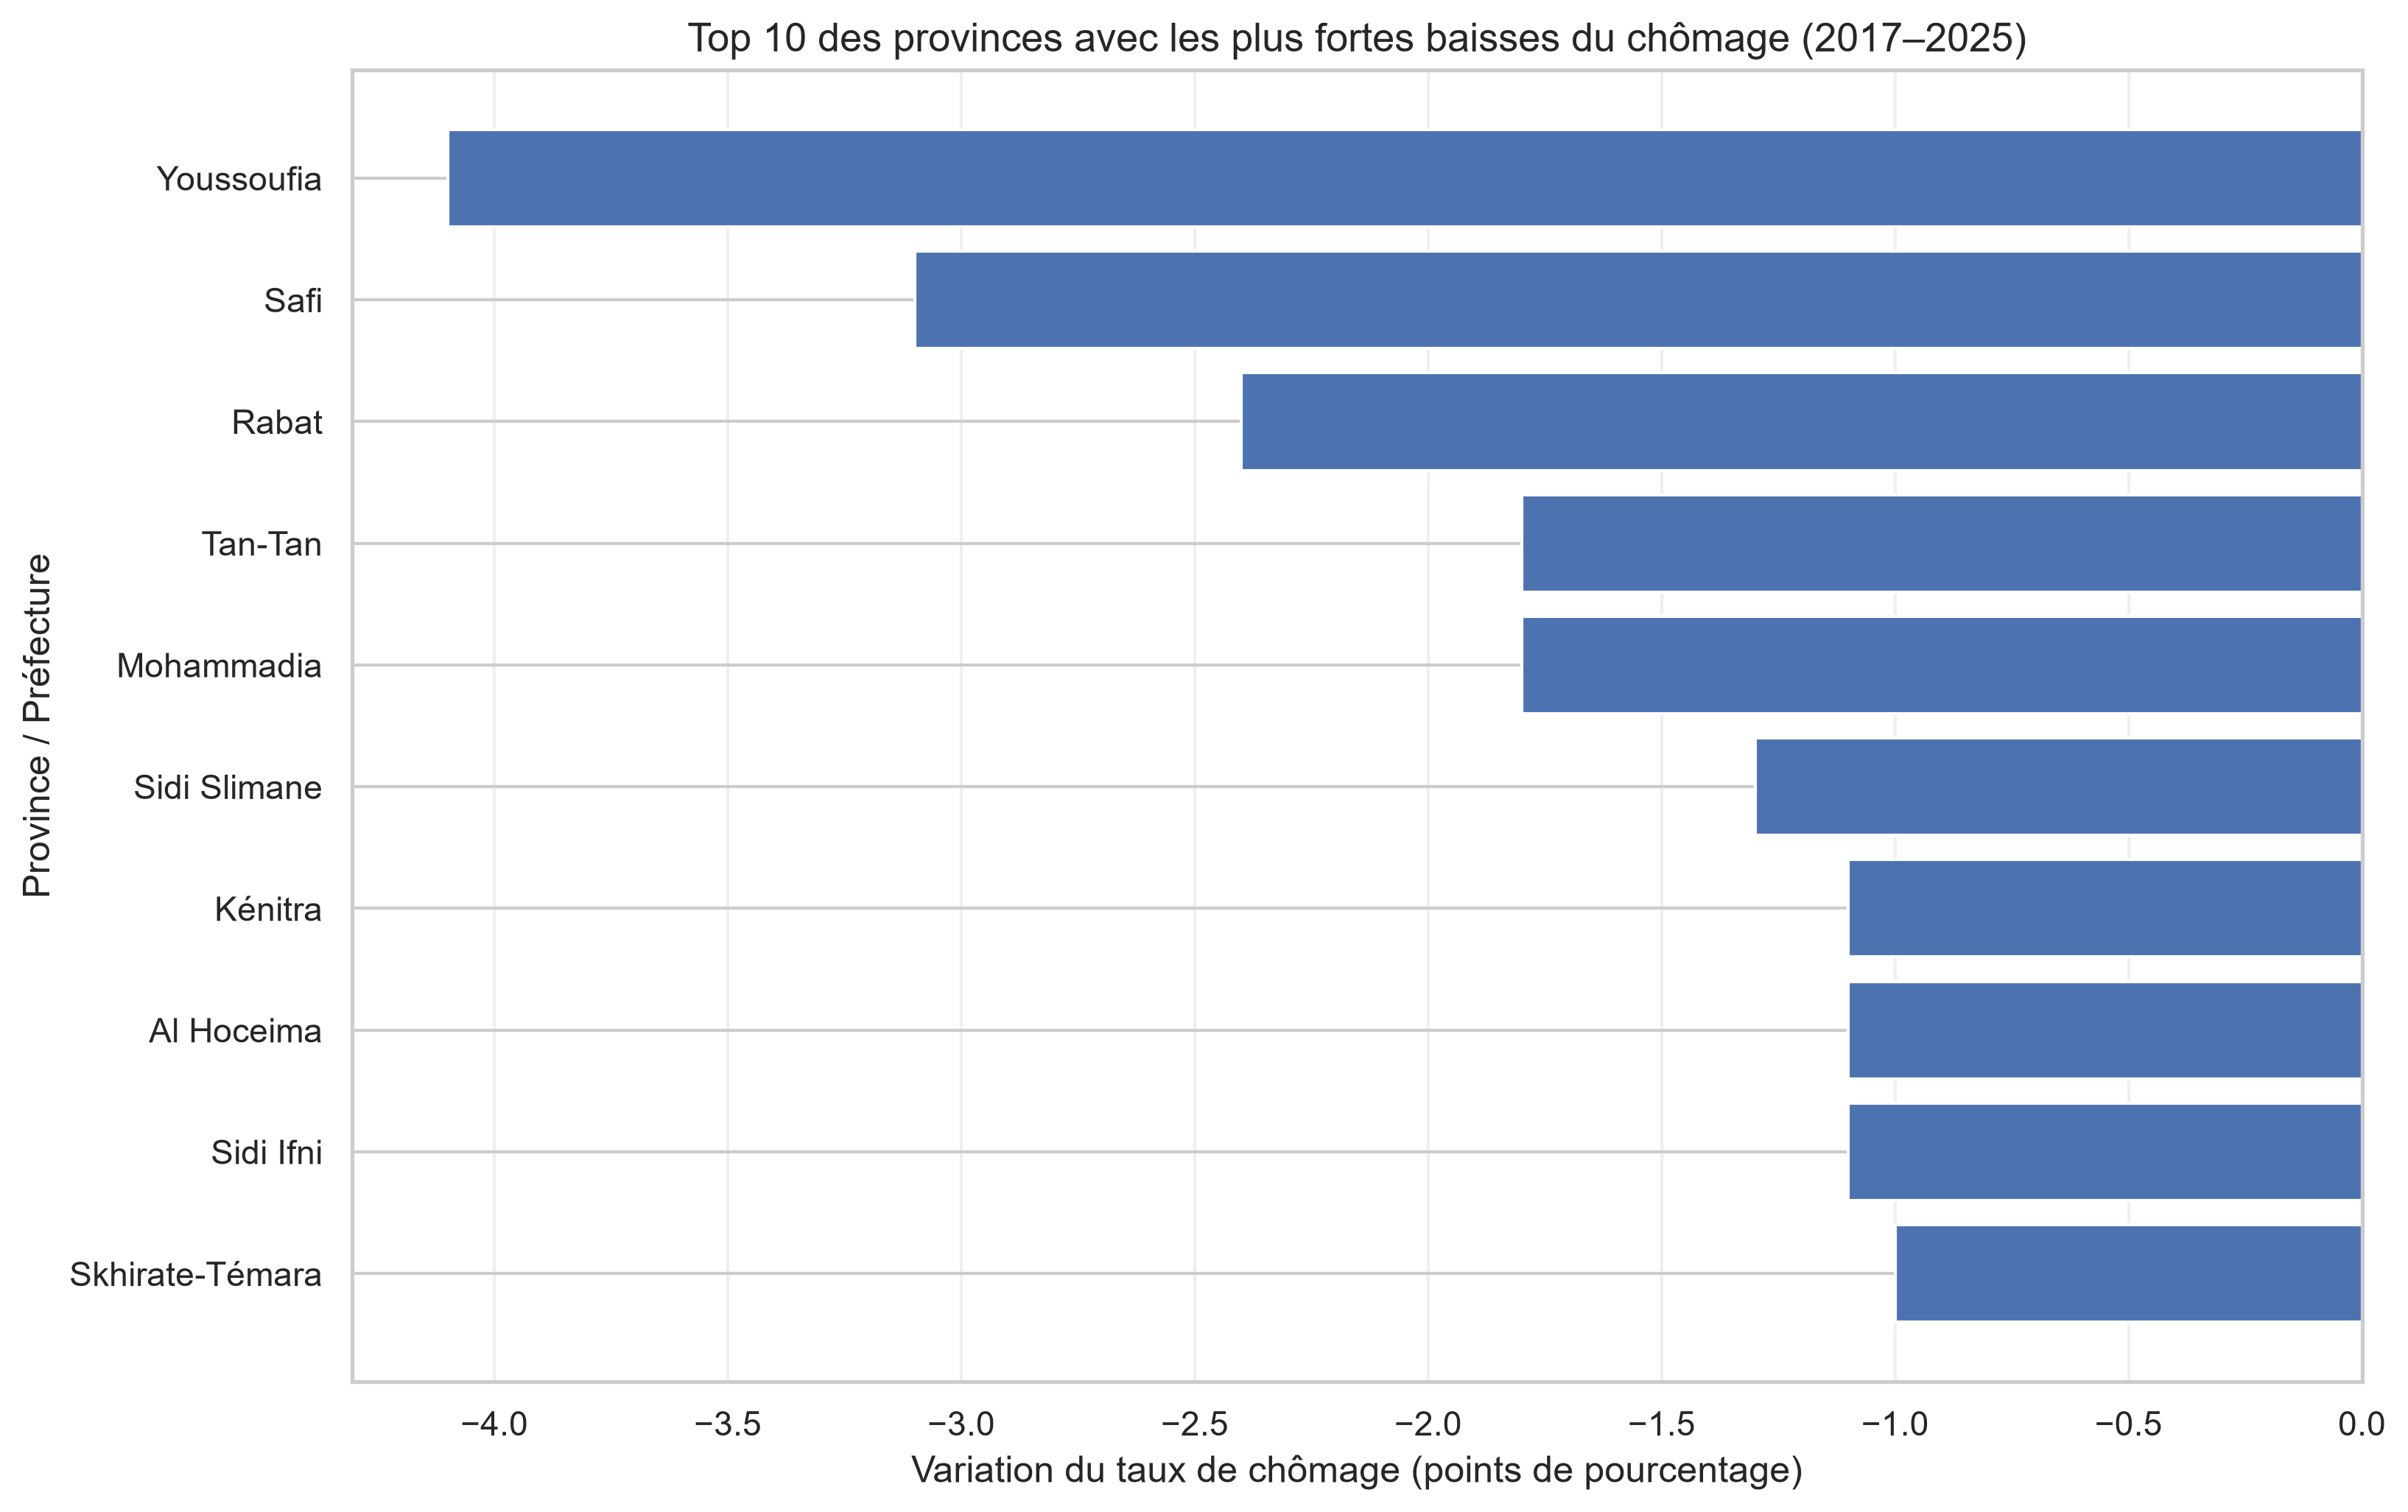 Top 10 des provinces avec les plus fortes baisses du chômage (2017–2025)
Province / Préfecture
Youssoufia
Safi
Rabat
Tan-Tan
Mohammadia
Sidi Slimane
Kénitra
Al Hoceima
Sidi Ifni
Skhirate-Témara
−4.0 −3.5 −3.0 −2.5 −2.0 −1.5 −1.0 −0.5 0.0
Variation du taux de chômage (points de pourcentage)